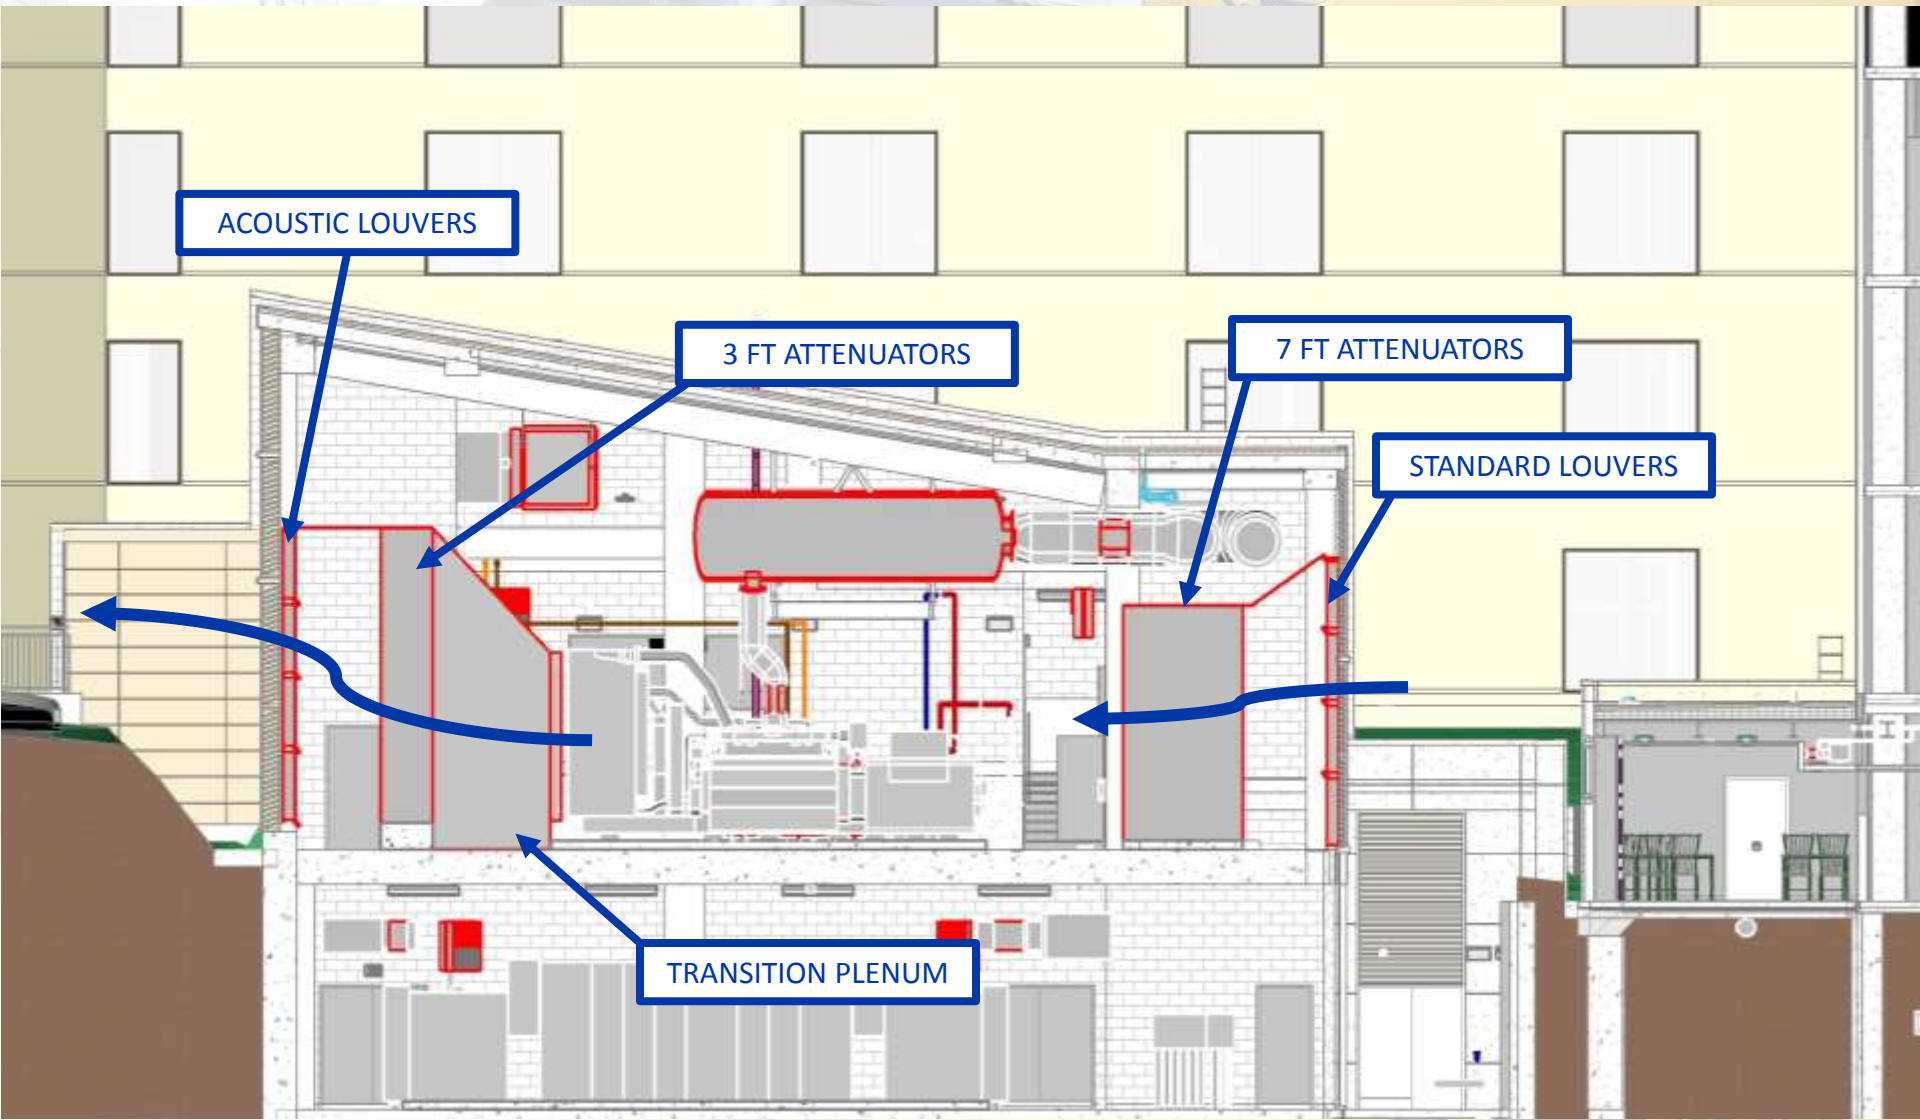 ACOUSTIC LOUVERS
3 FT ATTENUATORS
7 FT ATTENUATORS
STANDARD LOUVERS
TRANSITION PLENUM